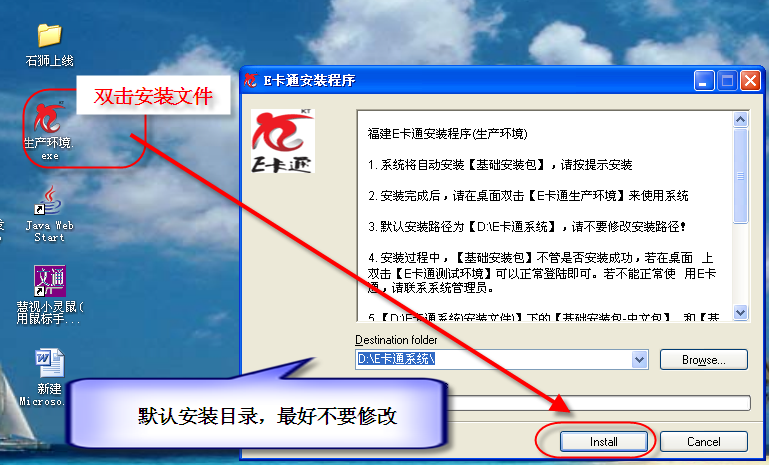 石狮上线
双击安装文件
生产环境.
exe
Java Web
Start
慧视小灵鼠(
用鼠标手...
新建
Microso.
E卡通安装程序
KT
E卡通
福建E卡通安装程序(生产环境)
1. 系统将自动安装【基础安装包】,请按提示安装
2. 安装完成后,请在桌面双击【E卡通生产环境】来使用系统
3. 默认安装路径为【D:\E卡通系统】,请不要修改安装路径!
4. 安装过程中,【基础安装包】不管是否安装成功,若在桌面 上
双击【E卡通测试环境】可以正常登陆即可。若不能正常使 用E卡
通,请联系系统管理员。
5.【D:\E卡通系统\安装文件\】下的【基础安装包-中文包】 和【基
Destination folder
D:\E卡通系统\
Browse...
默认安装目录,最好不要修改
Install
Cancel